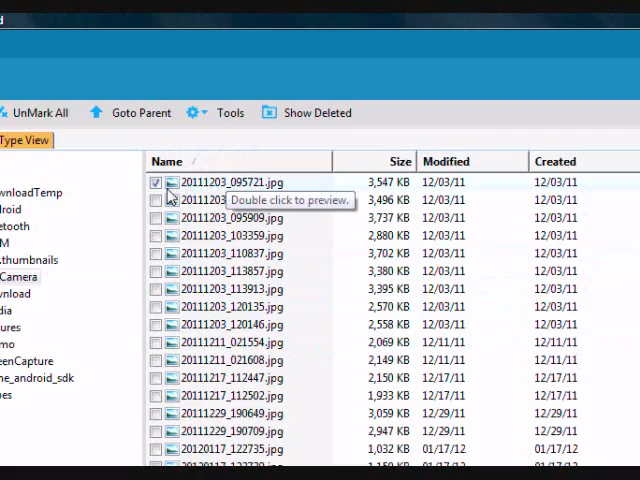 d
UnMark All Goto Parent Tools Show Deleted
Type View
Name Size Modified Created
20111203_095721.jpg 3,547 KB 12/03/11 12/03/11
wnloadTemp 20111203 Double click to preview. 3,496 KB 12/03/11 12/03/11
droid 20111203_095909.jpg 3,737 KB 12/03/11 12/03/11
etooth 20111203_103359.jpg 2,880 KB 12/03/11 12/03/11
M 20111203_110837.jpg 3,702 KB 12/03/11 12/03/11
.thumbnails 20111203_113857.jpg 3,380 KB 12/03/11 12/03/11
Camera 20111203_113913.jpg 3,395 KB 12/03/11 12/03/11
wnload 20111203_120135.jpg 2,570 KB 12/03/11 12/03/11
dia 20111203_120146.jpg 2,558 KB 12/03/11 12/03/11
ures 20111211_021554.jpg 2,069 KB 12/11/11 12/11/11
mo 20111211_021608.jpg 2,149 KB 12/11/11 12/11/11
eenCapture 20111217_112447.jpg 2,150 KB 12/17/11 12/17/11
me_android_sdk 20111217_112502.jpg 1,933 KB 12/17/11 12/17/11
es 20111229_190649.jpg 3,059 KB 12/29/11 12/29/11
20111229_190709.jpg 2,947 KB 12/29/11 12/29/11
20120117_122735.jpg 1,032 KB 01/17/12 01/17/12